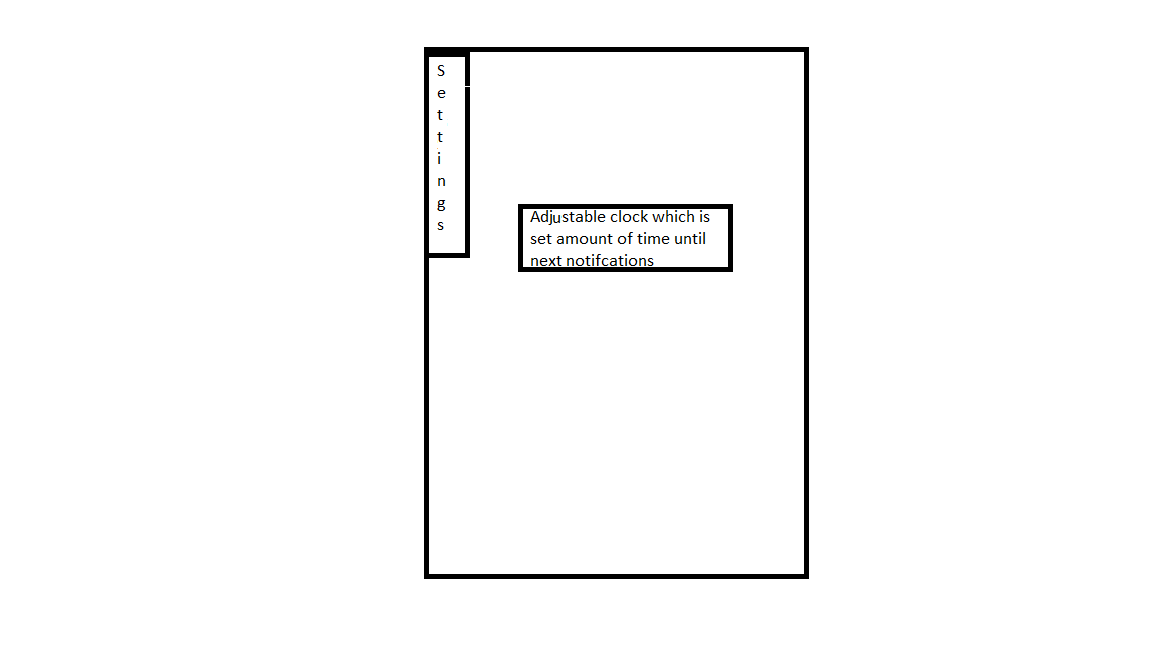 S
e
t
t
i
n
g
s
Adjustable clock which is
set amount of time until
next notifcations